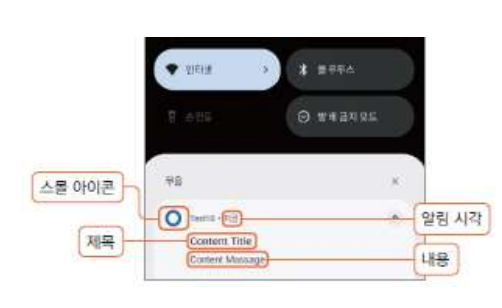 인터넷
블루투스
손전등
방해 금지 모드
무음
스몰 아이콘
Test18 · 지금
알림 시각
제목
Content Title
Content Massage
내용